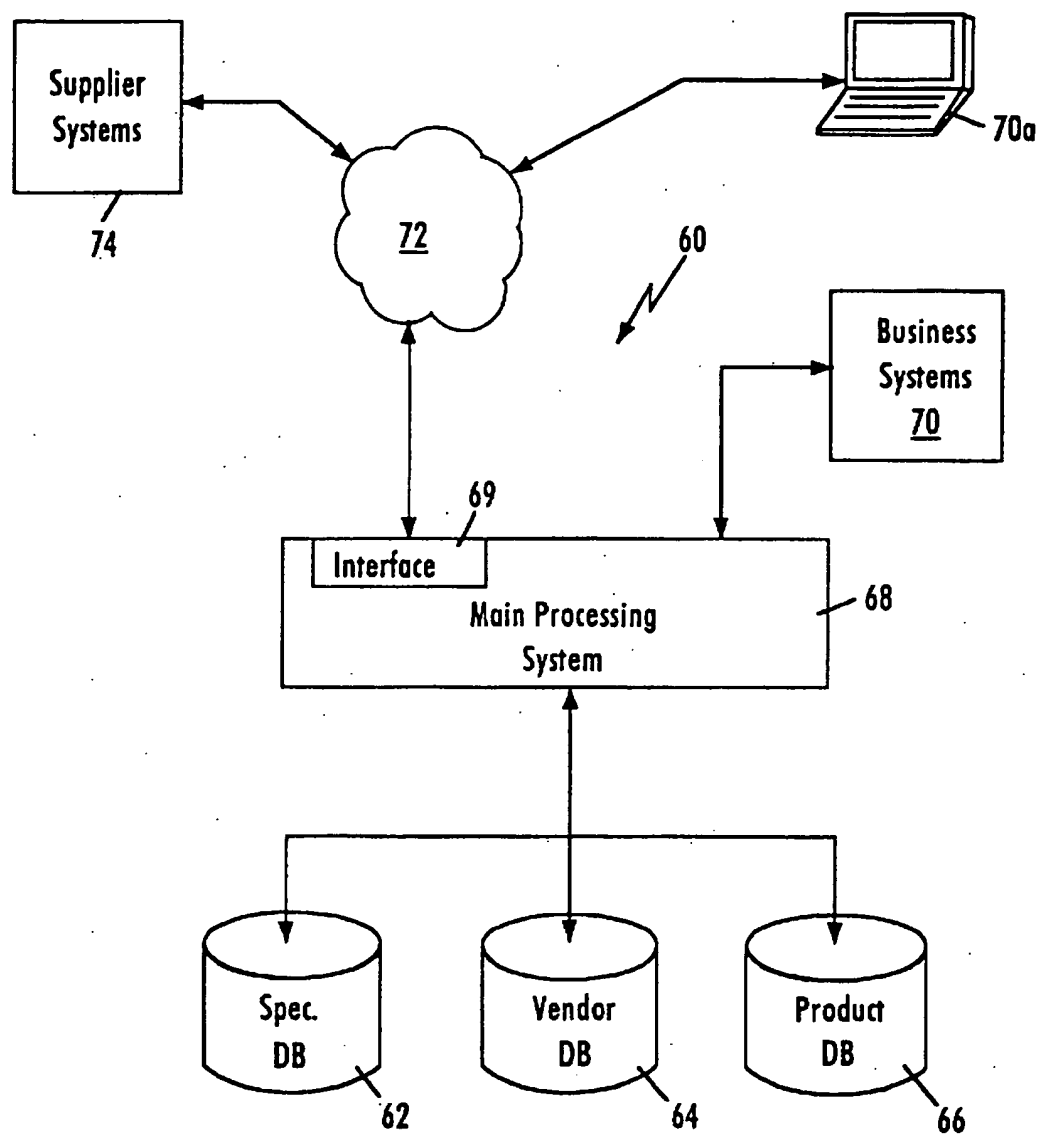 Supplier
Systems
74
72
70a
60
Business
Systems
70
69
Interface
Main Processing
System
68
Spec.
DB
62
Vendor
DB
64
Product
DB
66